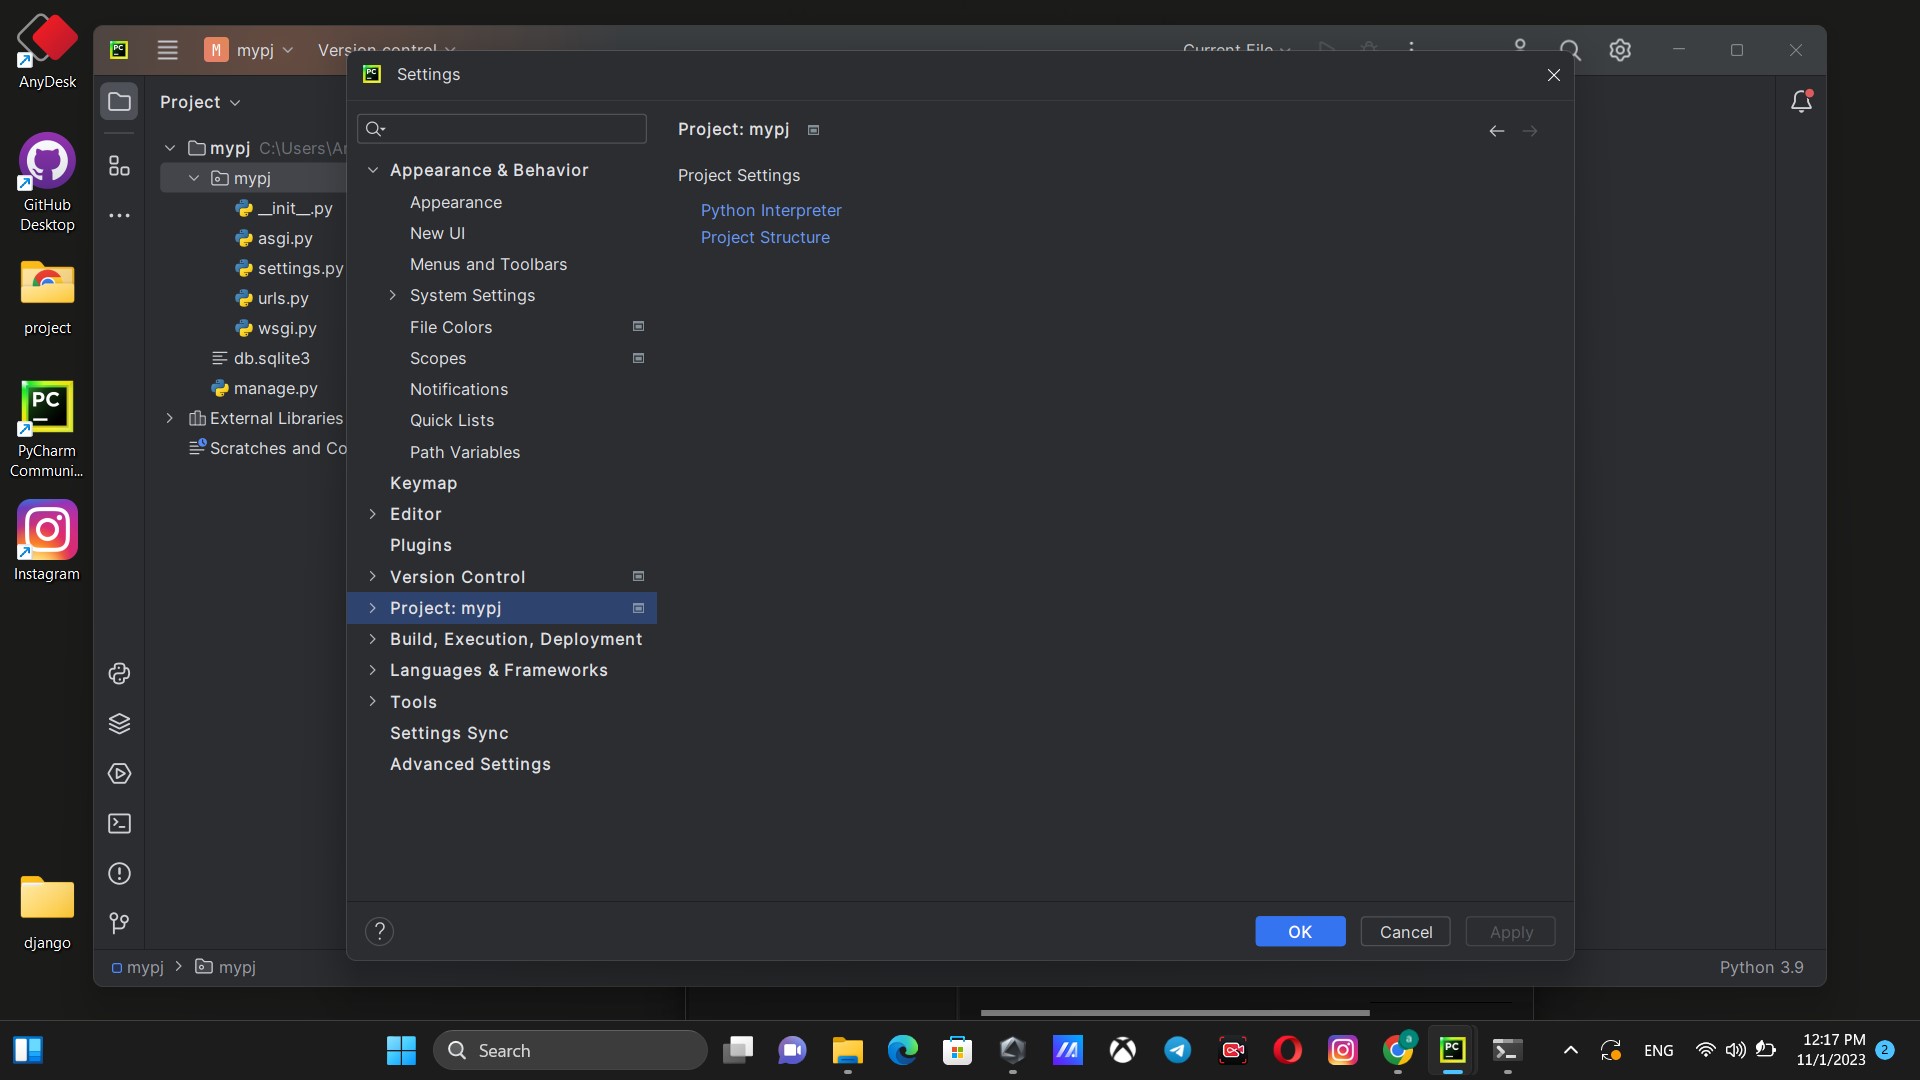 AnyDesk
GitHub
Desktop
project
PyCharm
Communi...
Instagram
django
M mypj
Version control
Current File
Project
mypj C:\Users\A
mypj
__init__.py
asgi.py
settings.py
urls.py
wsgi.py
db.sqlite3
manage.py
External Libraries
Scratches and Co
Settings
Appearance & Behavior
Appearance
New UI
Menus and Toolbars
System Settings
File Colors
Scopes
Notifications
Quick Lists
Path Variables
Keymap
Editor
Plugins
Version Control
Project: mypj
Build, Execution, Deployment
Languages & Frameworks
Tools
Settings Sync
Advanced Settings
Project: mypj
Project Settings
Python Interpreter
Project Structure
?
OK
Cancel
Apply
mypj > mypj
Python 3.9
Search
ENG
12:17 PM
11/1/2023
2